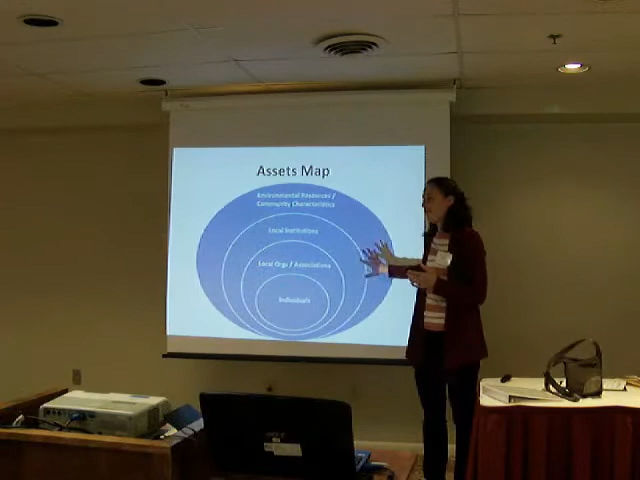 Assets Map
Environmental Resources /
Community Characteristics
Local Institutions
Local Orgs / Associations
Individuals